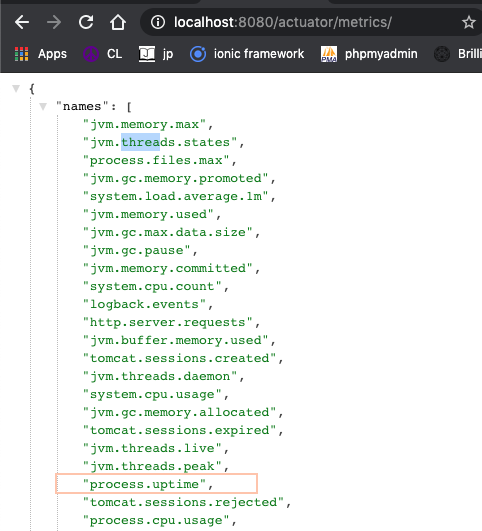 localhost:8080/actuator/metrics/
Apps CL J jp ionic framework PMA phpmyadmin Brilli
{
"names": [
"jvm.memory.max",
"jvm.threads.states",
"process.files.max",
"jvm.gc.memory.promoted",
"system.load.average.1m",
"jvm.memory.used",
"jvm.gc.max.data.size",
"jvm.gc.pause",
"jvm.memory.committed",
"system.cpu.count",
"logback.events",
"http.server.requests",
"jvm.buffer.memory.used",
"tomcat.sessions.created",
"jvm.threads.daemon",
"system.cpu.usage",
"jvm.gc.memory.allocated",
"tomcat.sessions.expired",
"jvm.threads.live",
"jvm.threads.peak",
"process.uptime",
"tomcat.sessions.rejected",
"process.cpu.usage",